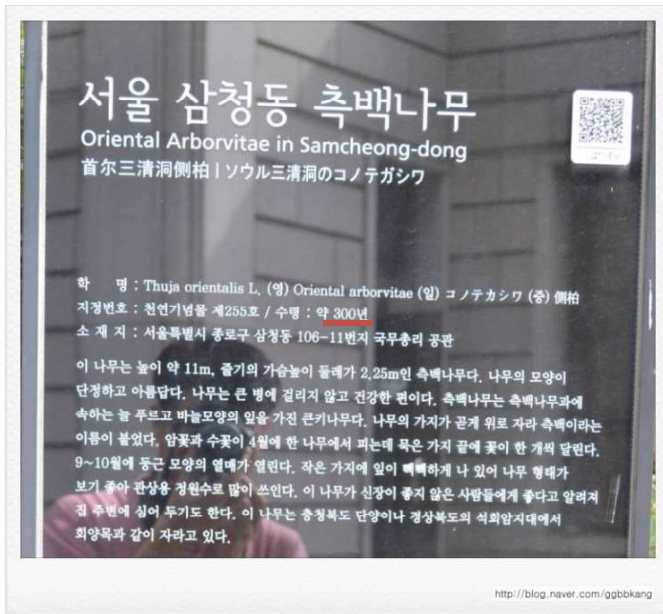 서울 삼청동 측백나무
Oriental Arborvitae in Samcheong-dong
首尔三清洞侧柏 | ソウル三清洞のコノテガシワ
学 명 : Thuja orientalis L. (영) Oriental arborvitae (일) コノテカシワ (중) 側柏
지정번호 : 천연기념물 제255호 / 수령 : 약 300년
소 재 지 : 서울특별시 종로구 삼청동 106-11번지 국무총리 공관
이 나무는 높이 약 11m, 줄기의 가슴높이 둘레가 2.25m인 측백나무다. 나무의 모양이
단정하고 아름답다. 나무는 큰 병에 걸리지 않고 건강한 편이다. 측백나무는 측백나무과에
속하는 늘 푸르고 바늘모양의 잎을 가진 큰키나무다. 나무의 가지가 곧게 위로 자라 측백이라는
이름이 붙었다. 암꽃과 수꽃이 4월에 한 나무에서 피는데 묵은 가지 끝에 꽃이 한 개씩 달린다.
9~10월에 둥근 모양의 열매가 열린다. 작은 가지에 잎이 빽빽하게 나 있어 나무 형태가
보기 좋아 관상용 정원수로 많이 쓰인다. 이 나무가 신장이 좋지 않은 사람들에게 좋다고 알려져
집 주변에 심어 두기도 한다. 이 나무는 충청북도 단양이나 경상북도의 석회암지대에서
회양목과 같이 자라고 있다.
http://blog.naver.com/ggbbkang